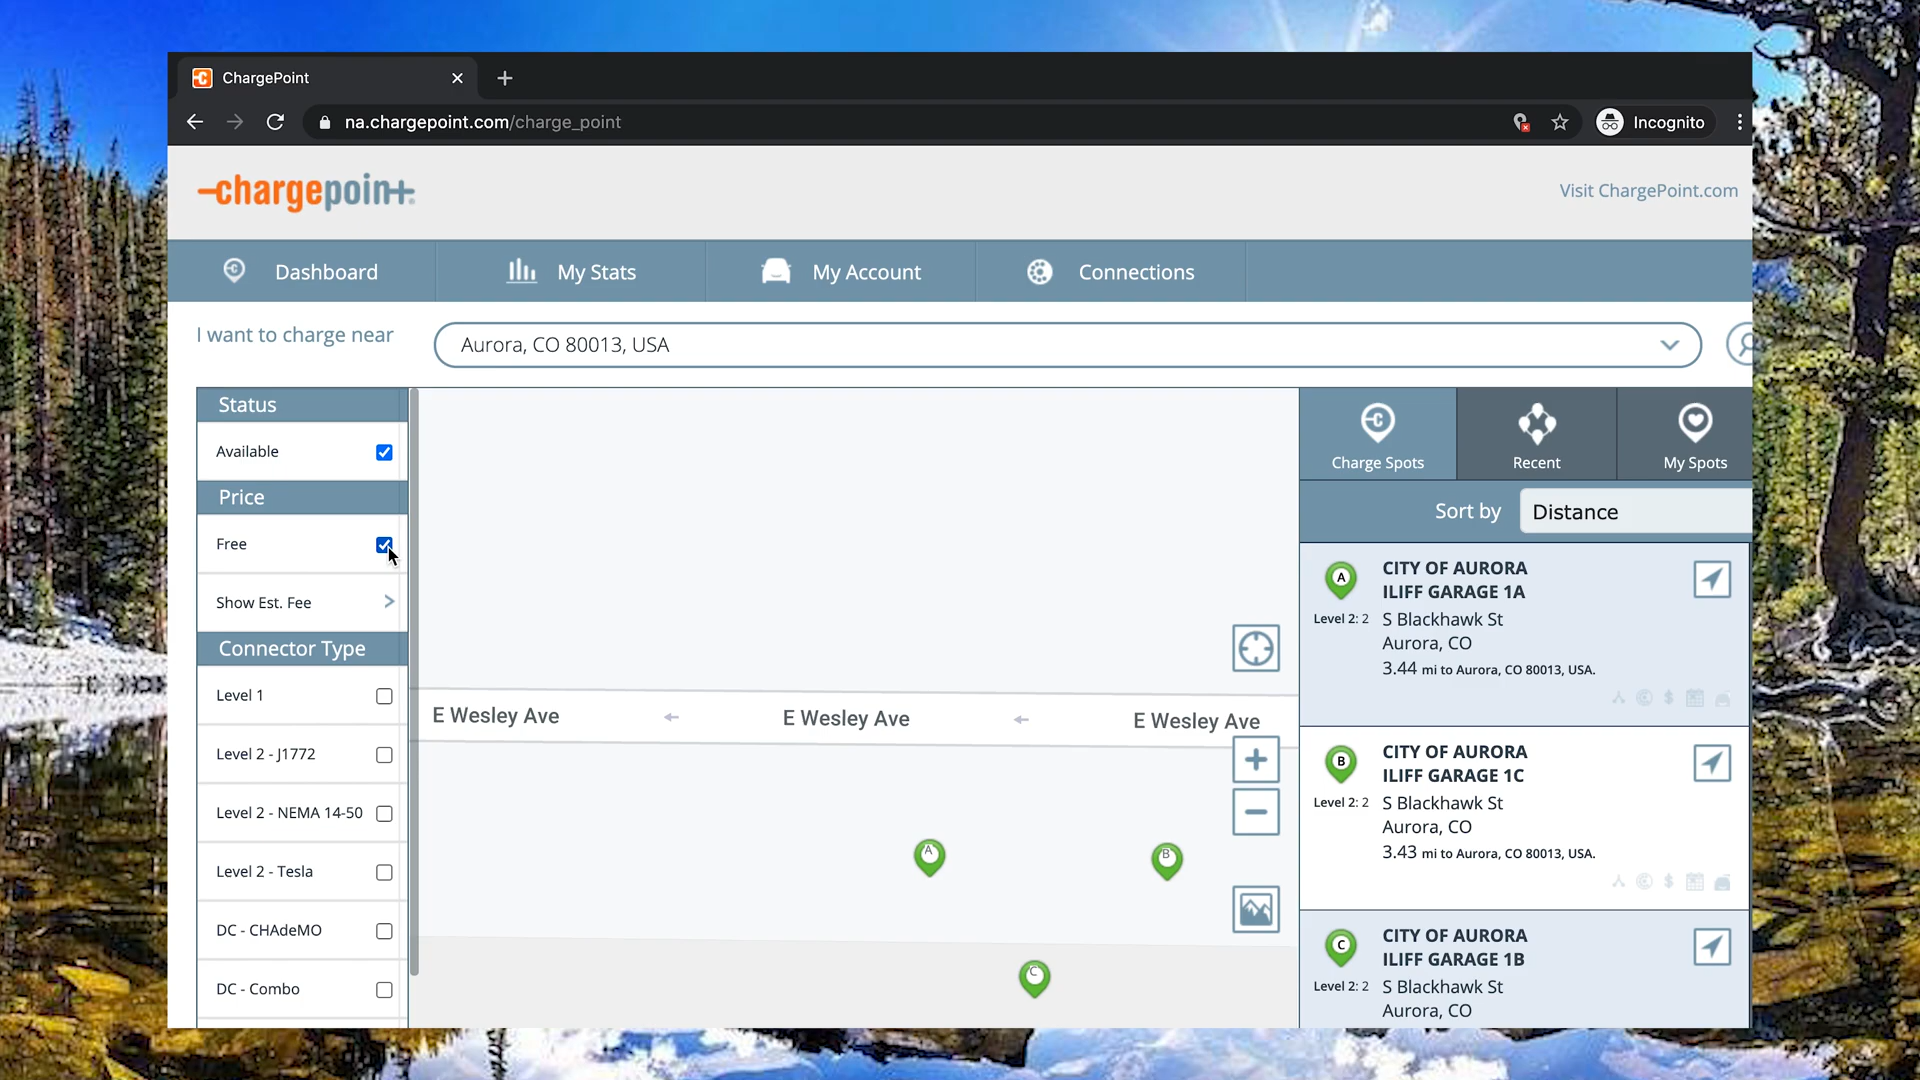 ChargePoint
na.chargepoint.com/charge_point
Incognito
chargepoint
Visit ChargePoint.com
Dashboard
My Stats
My Account
Connections
I want to charge near
Aurora, CO 80013, USA
Status
Available
Price
Free
Show Est. Fee
Connector Type
Level 1
Level 2 - J1772
Level 2 - NEMA 14-50
Level 2 - Tesla
DC - CHAdeMO
DC - Combo
E Wesley Ave
E Wesley Ave
E Wesley Ave
A
B
C
Charge Spots
Recent
My Spots
Sort by
Distance
A
CITY OF AURORA
ILIFF GARAGE 1A
Level 2: 2
S Blackhawk St
Aurora, CO
3.44 mi to Aurora, CO 80013, USA.
B
CITY OF AURORA
ILIFF GARAGE 1C
Level 2: 2
S Blackhawk St
Aurora, CO
3.43 mi to Aurora, CO 80013, USA.
C
CITY OF AURORA
ILIFF GARAGE 1B
Level 2: 2
S Blackhawk St
Aurora, CO